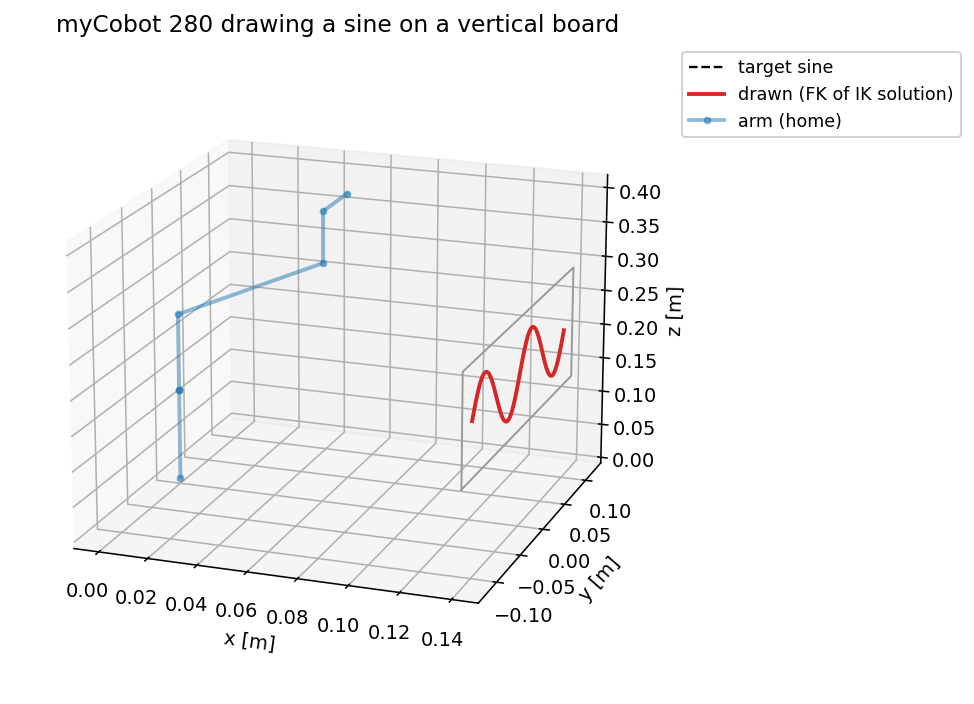 myCobot 280 drawing a sine on a vertical board
target sine
drawn (FK of IK solution)
arm (home)
0.40
0.35
0.30
0.25
0.20
0.15
0.10
0.05
0.00
z [m]
0.10
0.05
0.00
−0.05
−0.10
y [m]
0.00 0.02 0.04 0.06 0.08 0.10 0.12 0.14
x [m]